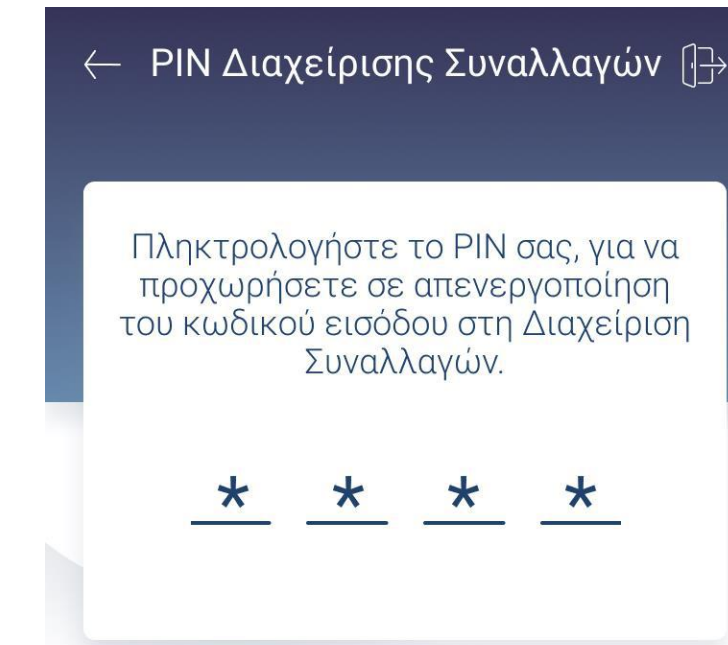 PIN Διαχείρισης Συναλλαγών
Πληκτρολογήστε το PIN σας, για να
προχωρήσετε σε απενεργοποίηση
του κωδικού εισόδου στη Διαχείριση
Συναλλαγών.
* * * *